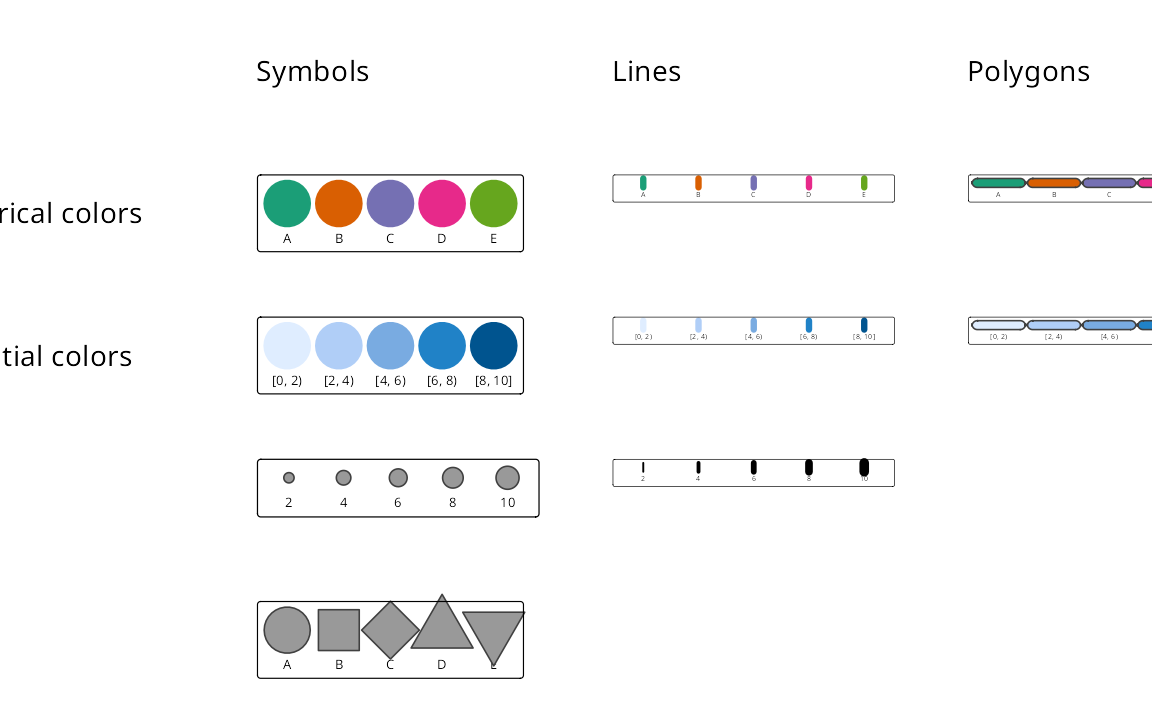 Symbols Lines Polygons
rical colors
A B C D E
A B C D E
A B C
tial colors
[0, 2) [2, 4) [4, 6) [6, 8) [8, 10]
[0, 2) [2, 4) [4, 6) [6, 8) [8, 10]
[0, 2) [2, 4) [4, 6)
2 4 6 8 10
2 4 6 8 10
A B C D E